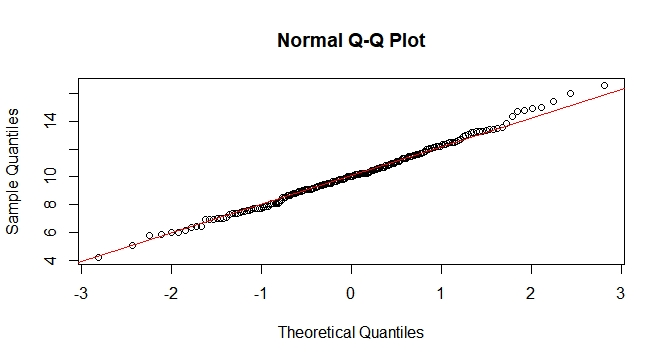 Normal Q-Q Plot
Sample Quantiles
14
10
8
6
4
-3 -2 -1 0 1 2 3
Theoretical Quantiles